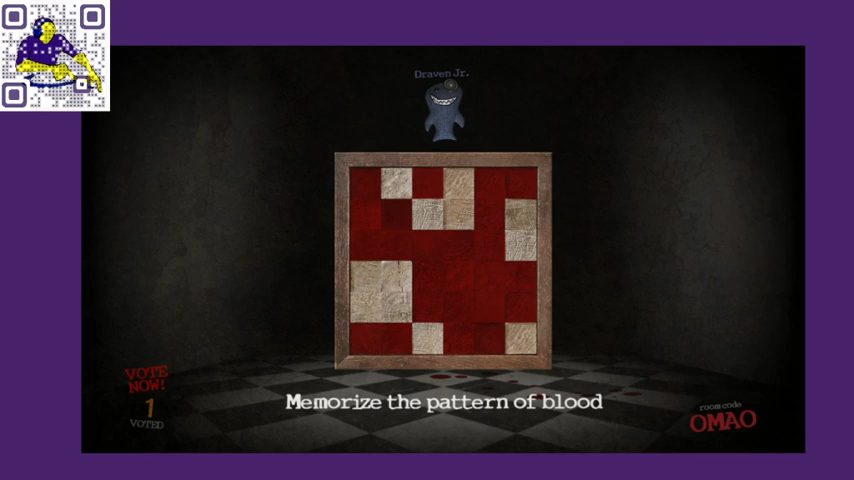 Draven Jr.
VOTE
NOW!
1
VOTED
Memorize the pattern of blood
room code
OMAO